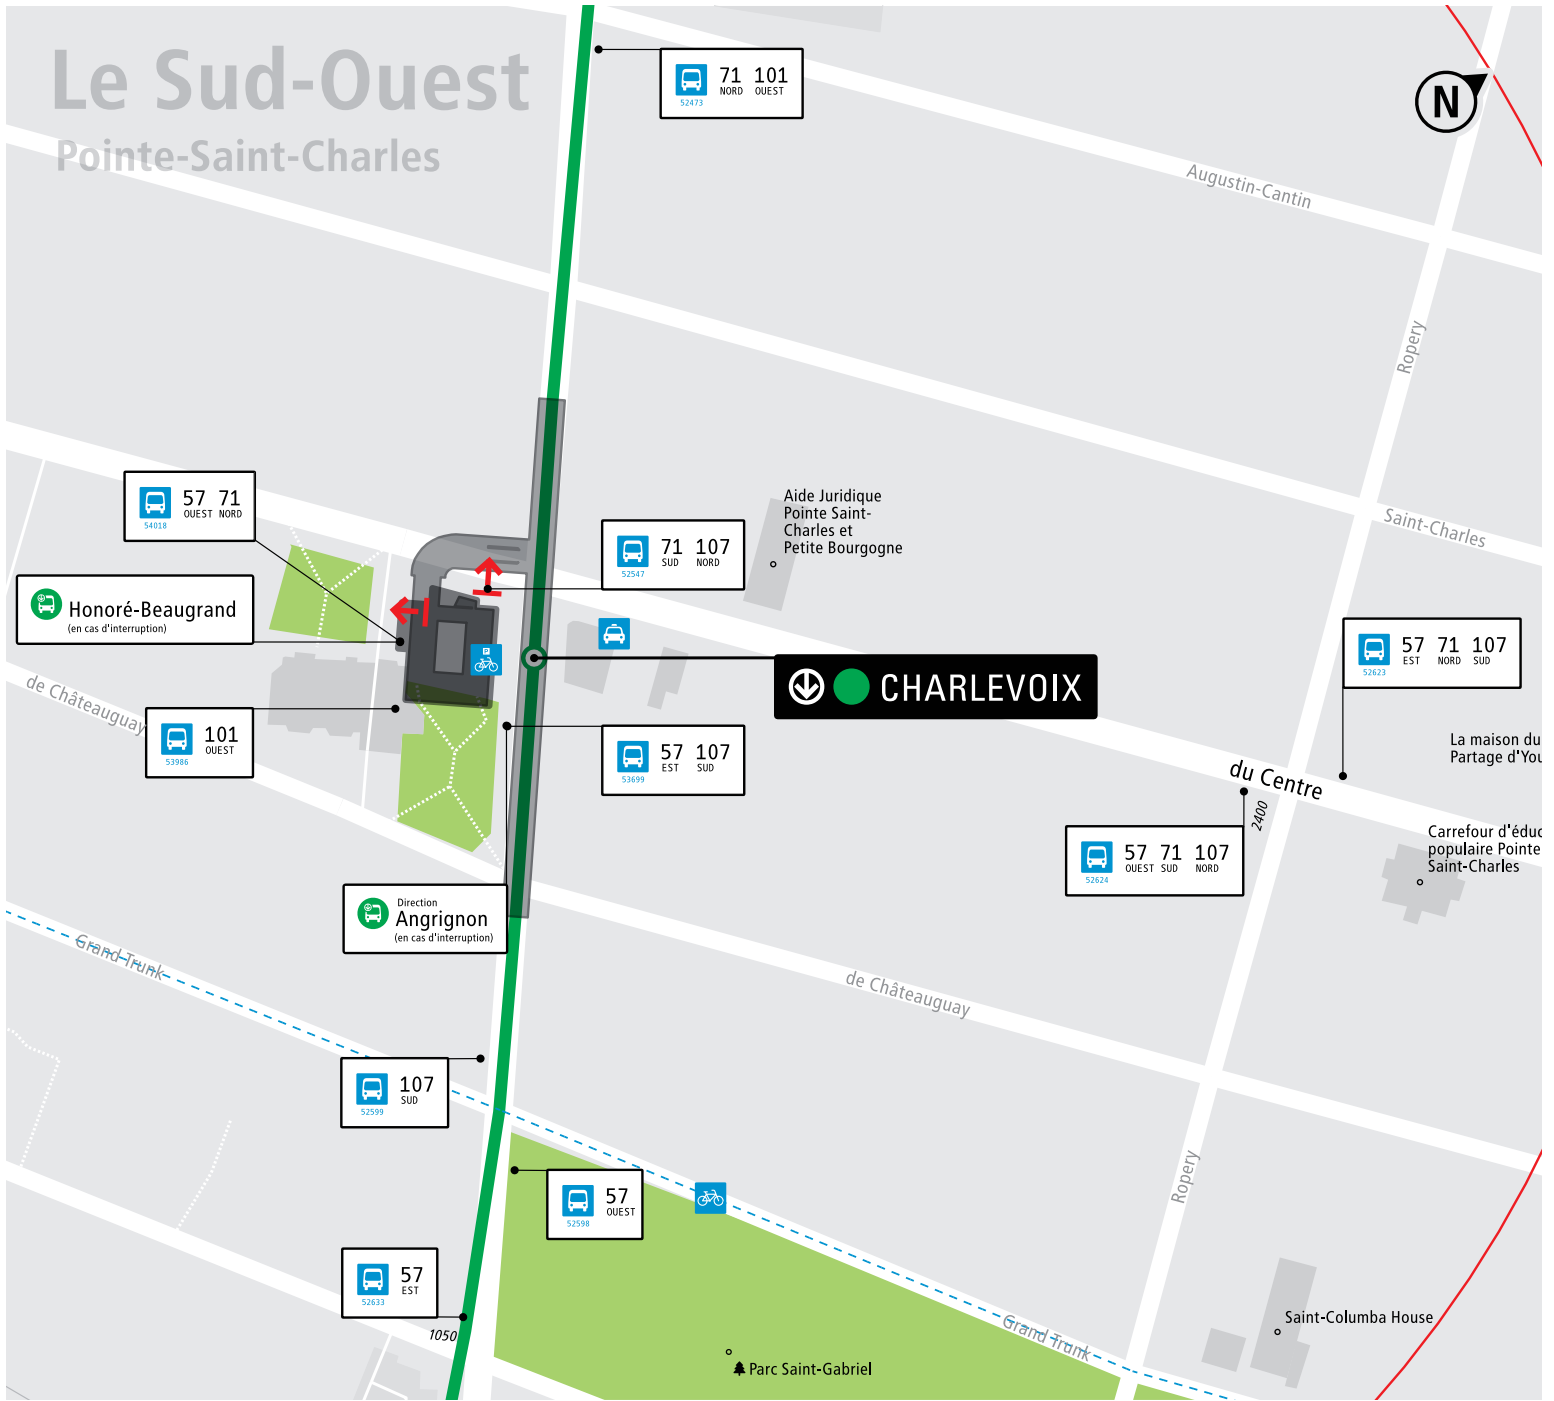 Le Sud-Ouest
Pointe-Saint-Charles
71 101
NORD OUEST
52473
N
Augustin-Cantin
Ropery
Saint-Charles
57 71
OUEST NORD
54018
Honoré-Beaugrand
(en cas d'interruption)
71 107
SUD NORD
52547
Aide Juridique
Pointe Saint-
Charles et
Petite Bourgogne
P
CHARLEVOIX
57 71 107
EST NORD SUD
52623
de Châteauguay
101
OUEST
53986
57 107
EST SUD
53699
La maison du
Partage d'You
du Centre
2400
57 71 107
OUEST SUD NORD
52624
Carrefour d'éduc
populaire Pointe
Saint-Charles
Direction
Angrignon
(en cas d'interruption)
Grand Trunk
de Châteauguay
107
SUD
52599
57
OUEST
52598
Ropery
57
EST
52633
1050
Grand Trunk
Saint-Columba House
Parc Saint-Gabriel